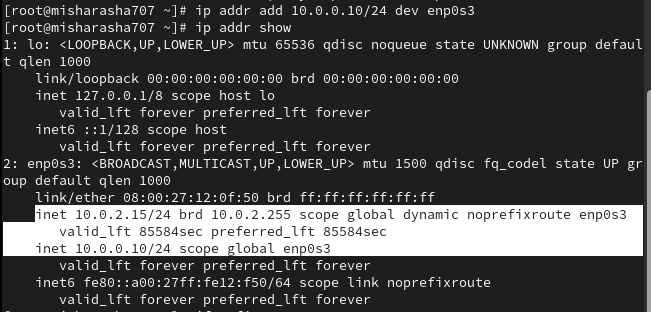 [root@misharasha707 ~]# ip addr add 10.0.0.10/24 dev enp0s3
[root@misharasha707 ~]# ip addr show
1: lo: <LOOPBACK,UP,LOWER_UP> mtu 65536 qdisc noqueue state UNKNOWN group defaul
t qlen 1000
    link/loopback 00:00:00:00:00:00 brd 00:00:00:00:00:00
    inet 127.0.0.1/8 scope host lo
       valid_lft forever preferred_lft forever
    inet6 ::1/128 scope host
       valid_lft forever preferred_lft forever
2: enp0s3: <BROADCAST,MULTICAST,UP,LOWER_UP> mtu 1500 qdisc fq_codel state UP gr
oup default qlen 1000
    link/ether 08:00:27:12:0f:50 brd ff:ff:ff:ff:ff:ff
    inet 10.0.2.15/24 brd 10.0.2.255 scope global dynamic noprefixroute enp0s3
       valid_lft 85584sec preferred_lft 85584sec
    inet 10.0.0.10/24 scope global enp0s3
       valid_lft forever preferred_lft forever
    inet6 fe80::a00:27ff:fe12:f50/64 scope link noprefixroute
       valid_lft forever preferred_lft forever